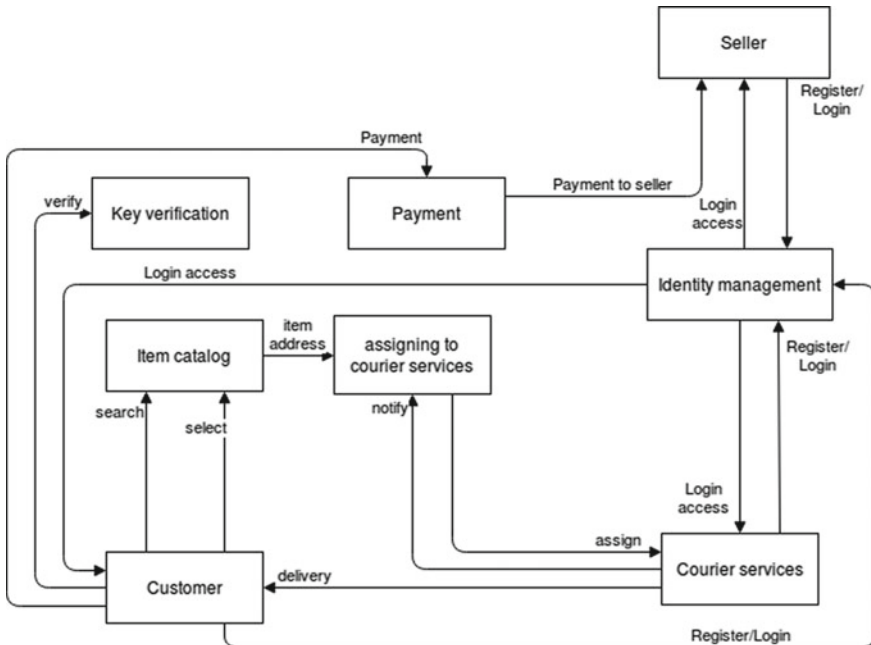 Seller
Register/
Login
Payment
verify
Key verification
Payment
Payment to seller
Login
access
Login access
Identity management
item
address
Item catalog
assigning to
courier services
Register/
Login
search
select
notify
Login
access
assign
Courier services
delivery
Customer
Register/Login